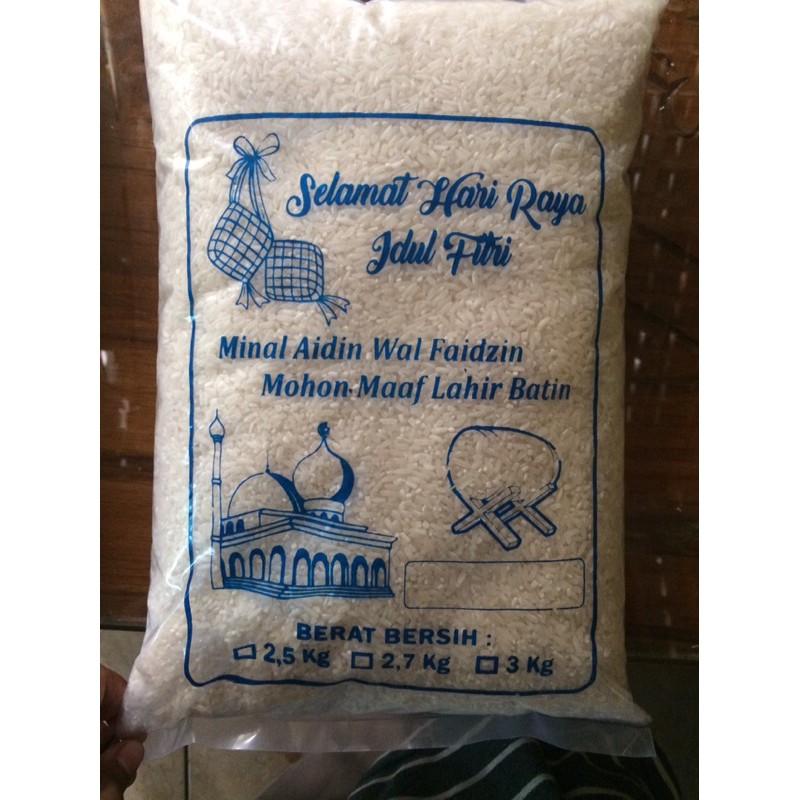 Selamat Hari Raya
Idul Fitri
Minal Aidin Wal Faidzin
Mohon Maaf Lahir Batin
BERAT BERSIH :
2,5 Kg 2,7 Kg 3 Kg